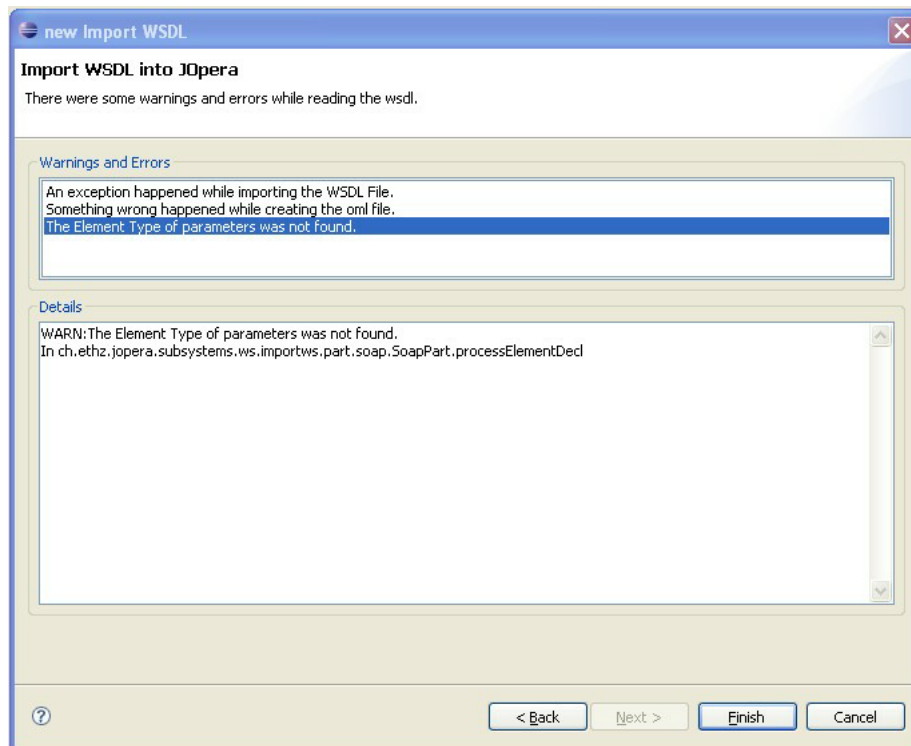 new Import WSDL
Import WSDL into JOpera
There were some warnings and errors while reading the wsdl.
Warnings and Errors
An exception happened while importing the WSDL File.
Something wrong happened while creating the oml file.
The Element Type of parameters was not found.
Details
WARN:The Element Type of parameters was not found.
In ch.ethz.jopera.subsystems.ws.importws.part.soap.SoapPart.processElementDecl
?
< Back
Next >
Finish
Cancel